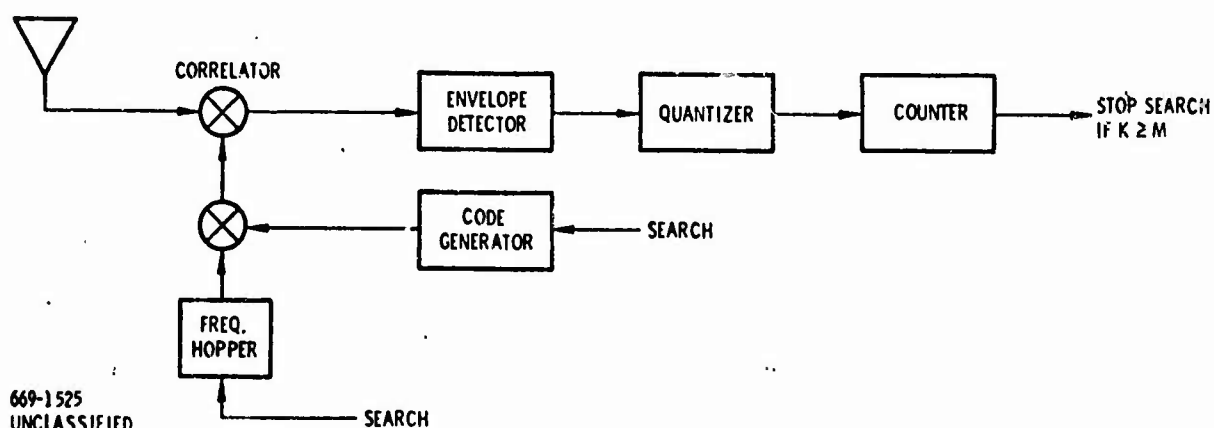 CORRELATOR
ENVELOPE
DETECTOR
QUANTIZER
COUNTER
STOP SEARCH
IF K ≥ M
CODE
GENERATOR
SEARCH
FREQ.
HOPPER
SEARCH
669-1525
UNCLASSIFIED